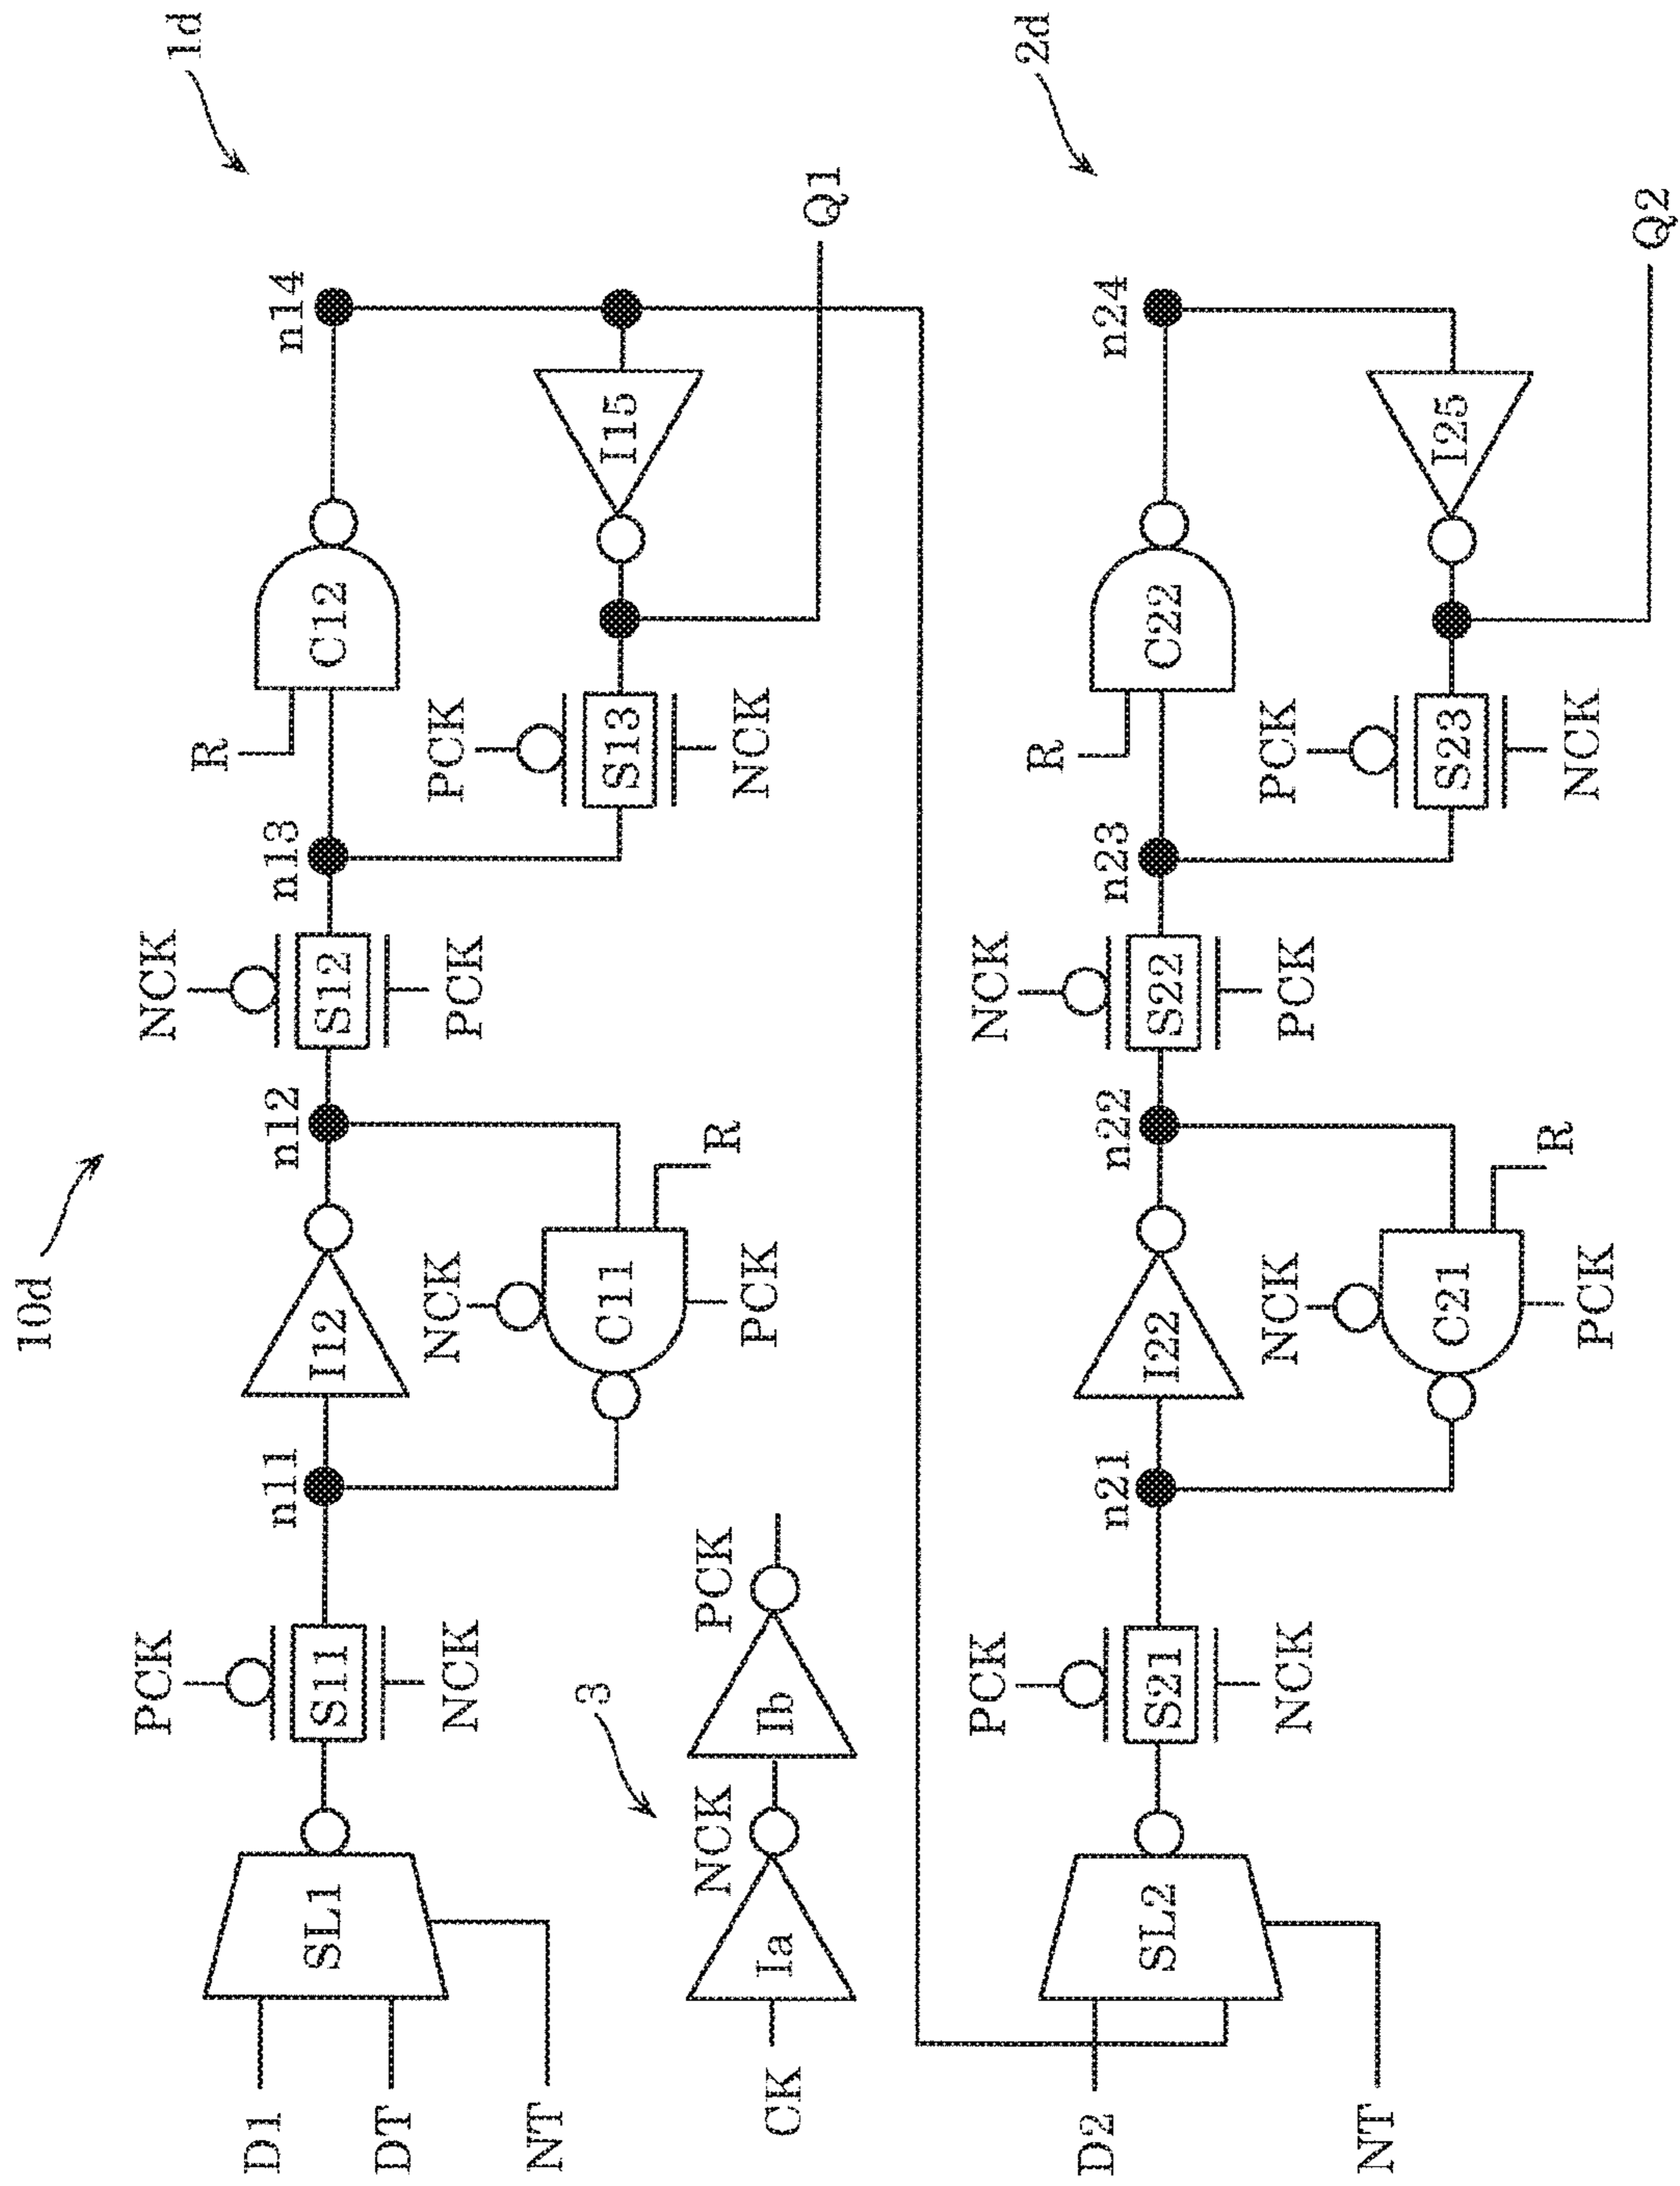 10d
1d
D1
DT
NT
SL1
PCK
S11
NCK
n11
I12
n12
NCK
C11
PCK
R
NCK
S12
PCK
n13
R
C12
n14
PCK
S13
NCK
I15
Q1
3
CK
Ia
NCK
Ib
PCK
2d
D2
NT
SL2
PCK
S21
NCK
n21
I22
n22
NCK
C21
PCK
R
NCK
S22
PCK
n23
R
C22
n24
PCK
S23
NCK
I25
Q2